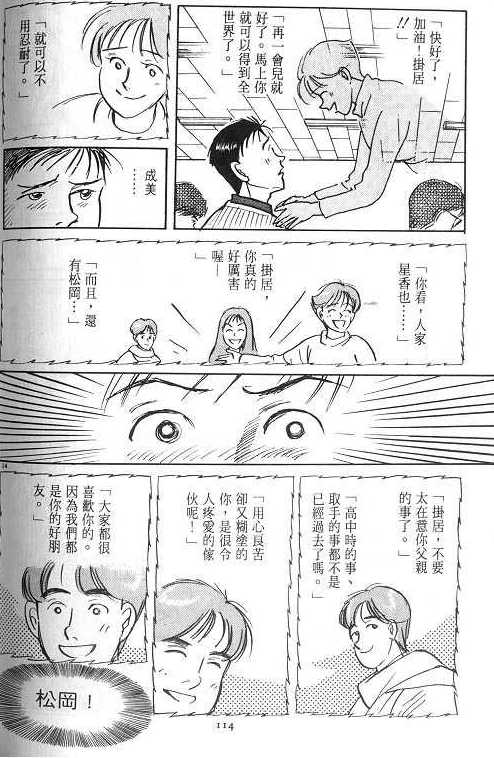 「快好了，
加油！掛居
!!」
「再一會兒就
好了。馬上你
就可以得到全
世界了。」
「就可以不
用忍耐了。」
……成美
「你看，人家
星香也……」
「掛居，
你真的
好厲害
喔─」
「而且，還
有松岡…」
「掛居，不要
太在意你父親
的事了。」
「高中時的事、
取手的事都不是
已經過去了嗎。」
「用心良苦
卻又糊塗的
你，是很令
人疼愛的傢
伙呢！」
「大家都很
喜歡你的。
因為我們都
是你的好朋
友。」
松岡！
114